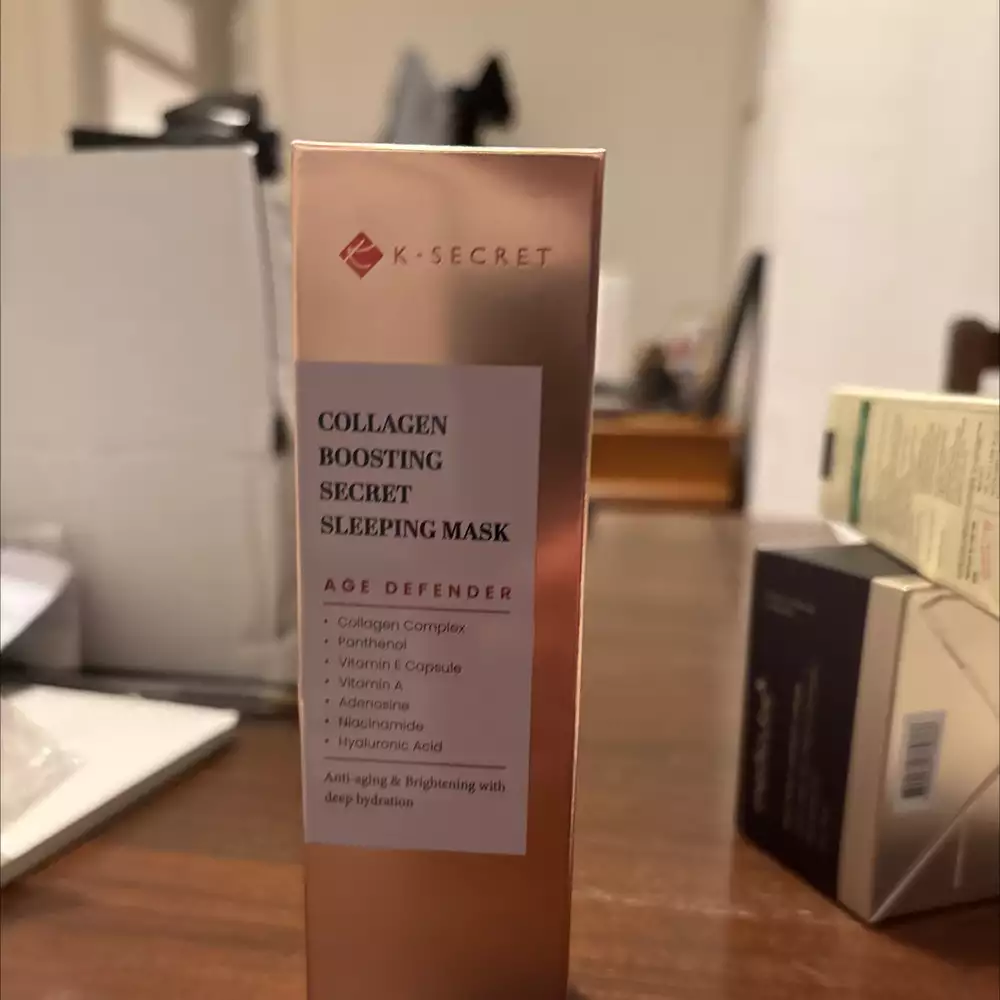 K·SECRET
COLLAGEN
BOOSTING
SECRET
SLEEPING MASK
AGE DEFENDER
• Collagen Complex
• Panthenol
• Vitamin E Capsule
• Vitamin A
• Adenosine
• Niacinamide
• Hyaluronic Acid
Anti-aging & Brightening with
deep hydration